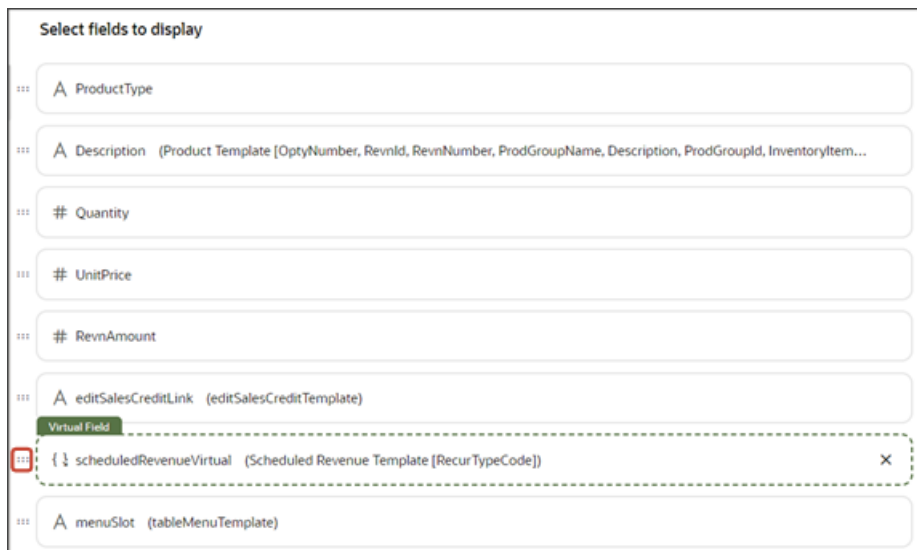 Select fields to display
A ProductType
A Description (Product Template [OptyNumber, RevnId, RevnNumber, ProdGroupName, Description, ProdGroupId, InventoryItem...
# Quantity
# UnitPrice
# RevnAmount
A editSalesCreditLink (editSalesCreditTemplate)
Virtual Field
scheduledRevenueVirtual (Scheduled Revenue Template [RecurTypeCode])
A menuSlot (tableMenuTemplate)